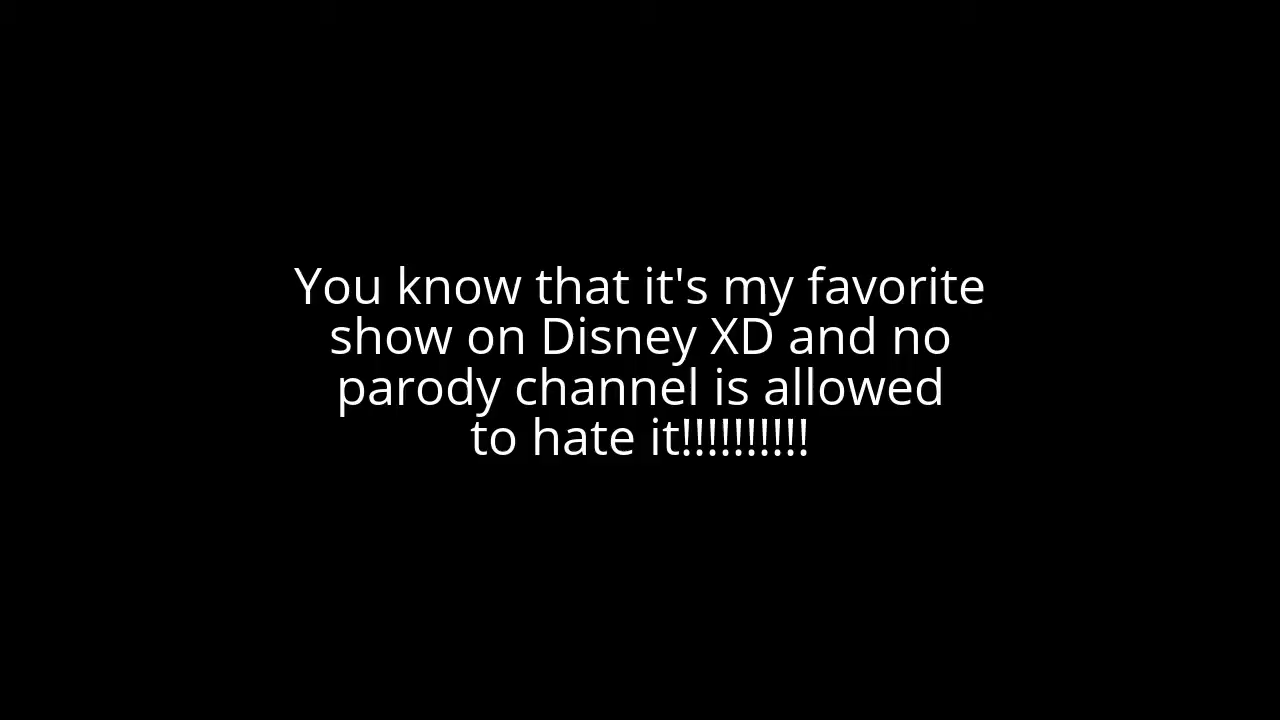 You know that it's my favorite
show on Disney XD and no
parody channel is allowed
to hate it!!!!!!!!!!